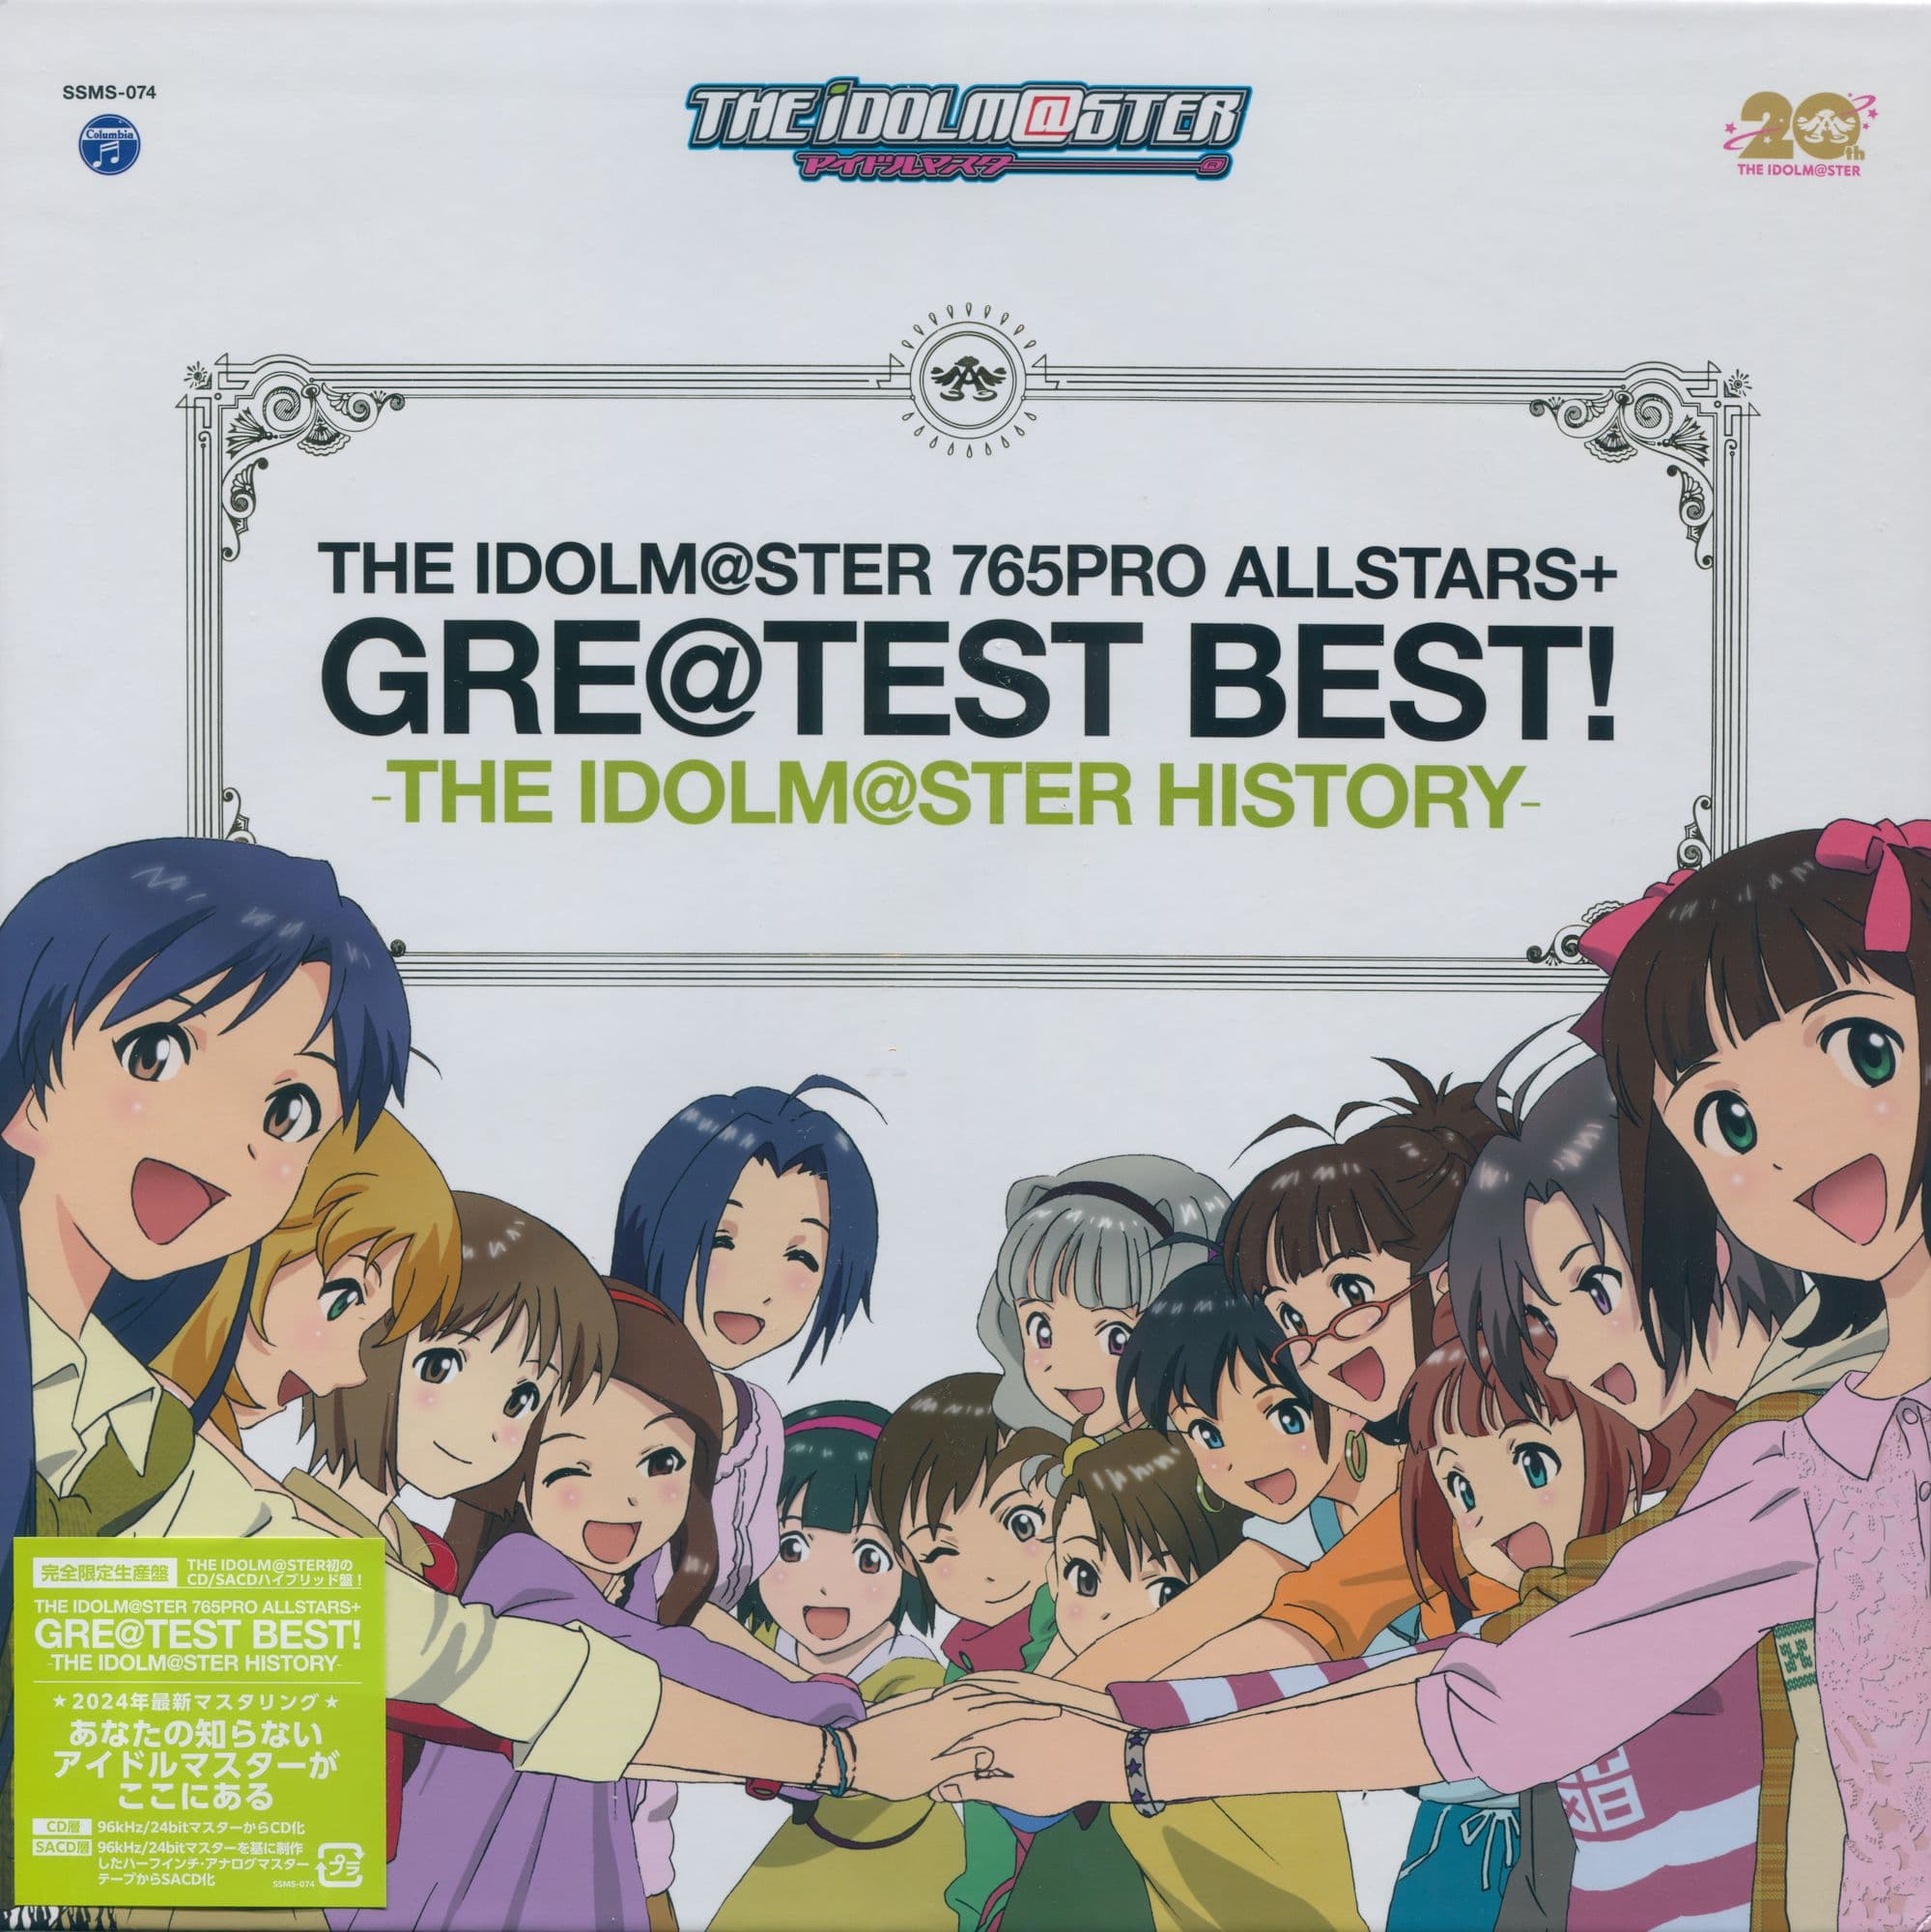 SSMS-074
Columbia
THE iDOLM@STER
アイドルマスター
20th
THE IDOLM@STER
THE IDOLM@STER 765PRO ALLSTARS+
GRE@TEST BEST!
-THE IDOLM@STER HISTORY-
完全限定生産盤
THE IDOLM@STER初の
CD/SACDハイブリッド盤!
THE IDOLM@STER 765PRO ALLSTARS+
GRE@TEST BEST!
-THE IDOLM@STER HISTORY-
★2024年最新マスタリング★
あなたの知らない
アイドルマスターが
ここにある
CD層 96kHz/24bitマスターからCD化
SACD層 96kHz/24bitマスターを基に制作
したハーフインチ・アナログマスター
テープからSACD化
プラ
SSMS-074